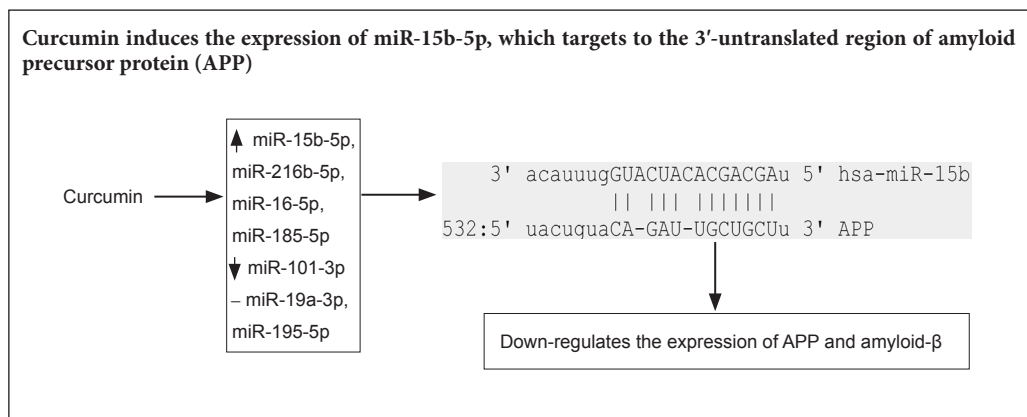 Curcumin induces the expression of miR-15b-5p, which targets to the 3′-untranslated region of amyloid
precursor protein (APP)
Curcumin
miR-15b-5p,
miR-216b-5p,
miR-16-5p,
miR-185-5p
miR-101-3p
– miR-19a-3p,
miR-195-5p
3' acauuugGUACUACACGACGAu 5' hsa-miR-15b
|| ||| |||||||
532:5' uacuguaCA-GAU-UGCUGCUu 3' APP
Down-regulates the expression of APP and amyloid-β